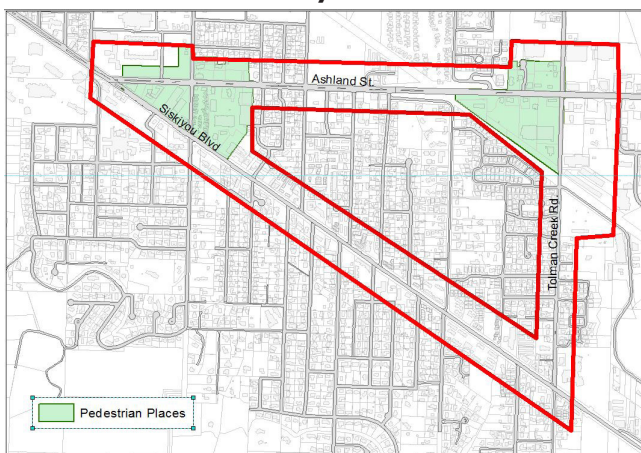 Ashland St.
Siskiyou Blvd
Tolman Creek Rd.
Pedestrian Places